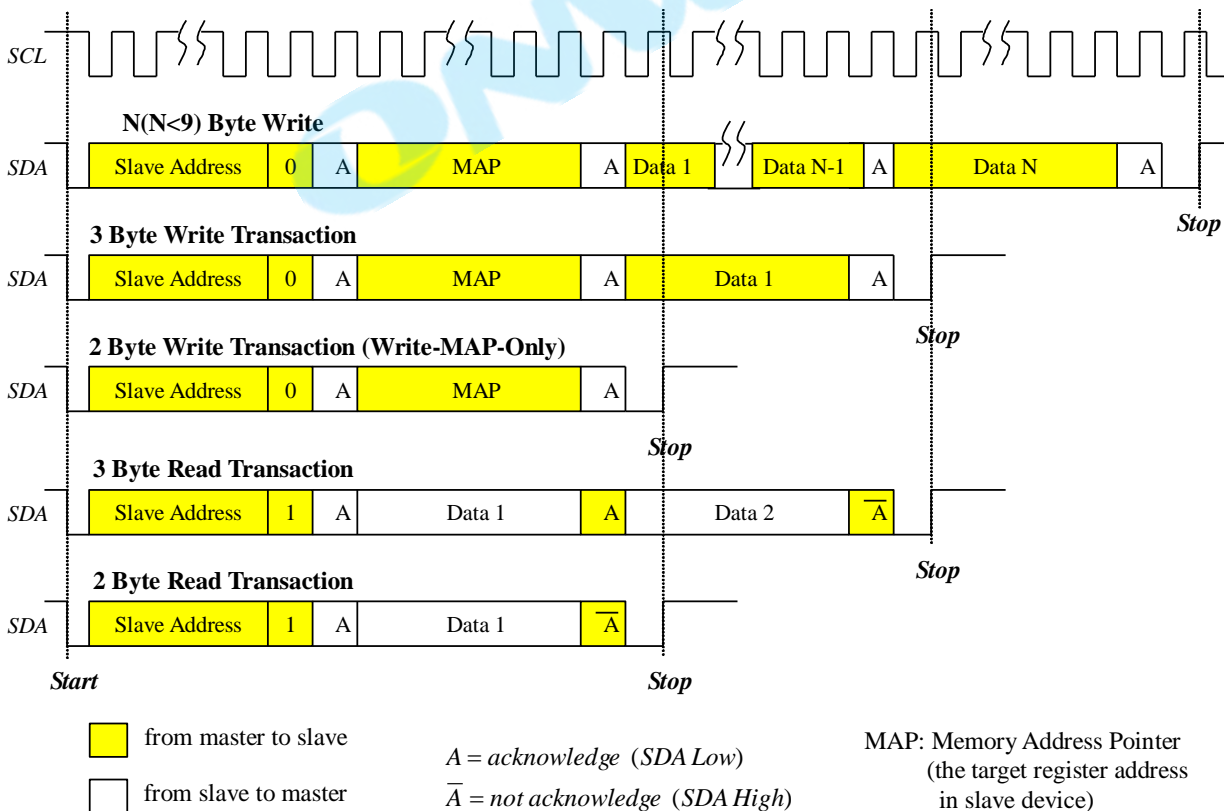 SCL
N(N<9) Byte Write
SDA Slave Address 0 A MAP A Data 1 Data N-1 A Data N A
Stop
3 Byte Write Transaction
SDA Slave Address 0 A MAP A Data 1 A
Stop
2 Byte Write Transaction (Write-MAP-Only)
SDA Slave Address 0 A MAP A
Stop
3 Byte Read Transaction
SDA Slave Address 1 A Data 1 A Data 2 A̅
Stop
2 Byte Read Transaction
SDA Slave Address 1 A Data 1 A̅
Start Stop
from master to slave
from slave to master
A = acknowledge (SDA Low)
A̅ = not acknowledge (SDA High)
MAP: Memory Address Pointer
(the target register address
in slave device)